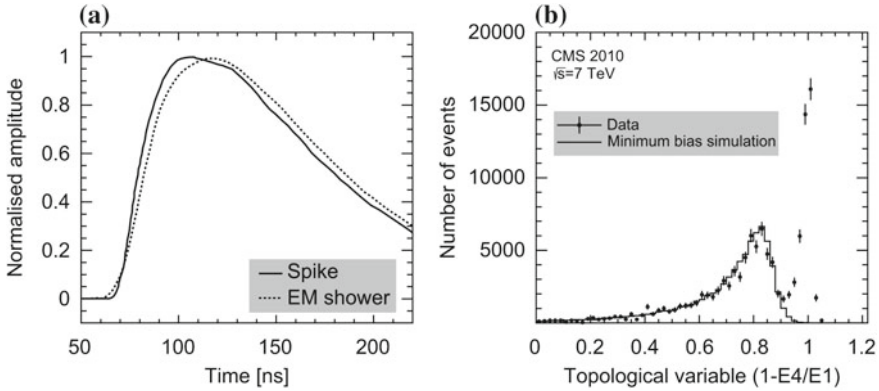 (a)
Normalised amplitude
1
0.8
0.6
0.4
0.2
0
50
100
150
200
Time [ns]
Spike
EM shower
(b)
Number of events
20000
15000
10000
5000
0
0.2
0.4
0.6
0.8
1
1.2
Topological variable (1-E4/E1)
CMS 2010
√s=7 TeV
Data
Minimum bias simulation